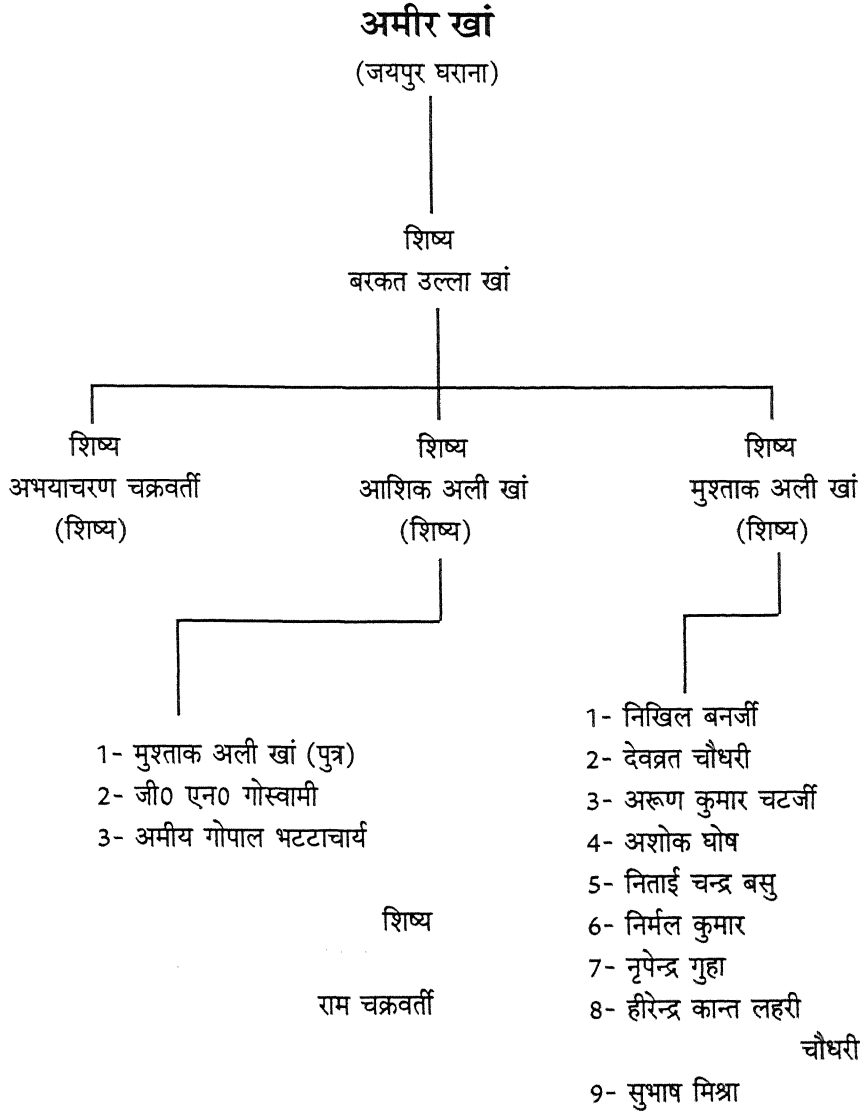 अमीर खां
(जयपुर घराना)
शिष्य
बरकत उल्ला खां
शिष्य
अभयाचरण चक्रवर्ती
(शिष्य)
शिष्य
आशिक अली खां
(शिष्य)
शिष्य
मुश्ताक अली खां
(शिष्य)
1- मुश्ताक अली खां (पुत्र)
2- जी0 एन0 गोस्वामी
3- अमीय गोपाल भटटाचार्य
शिष्य
राम चक्रवर्ती
1- निखिल बनर्जी
2- देवव्रत चौधरी
3- अरूण कुमार चटर्जी
4- अशोक घोष
5- निताई चन्द्र बसु
6- निर्मल कुमार
7- नृपेन्द्र गुहा
8- हीरेन्द्र कान्त लहरी
चौधरी
9- सुभाष मिश्रा